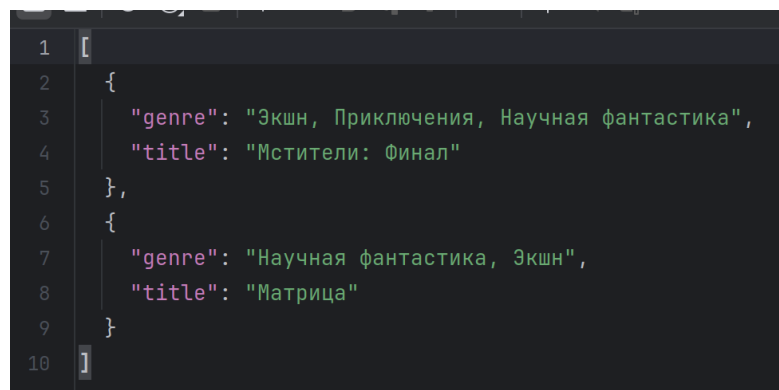 1 [
2 {
3 "genre": "Экшн, Приключения, Научная фантастика",
4 "title": "Мстители: Финал"
5 },
6 {
7 "genre": "Научная фантастика, Экшн",
8 "title": "Матрица"
9 }
10 ]